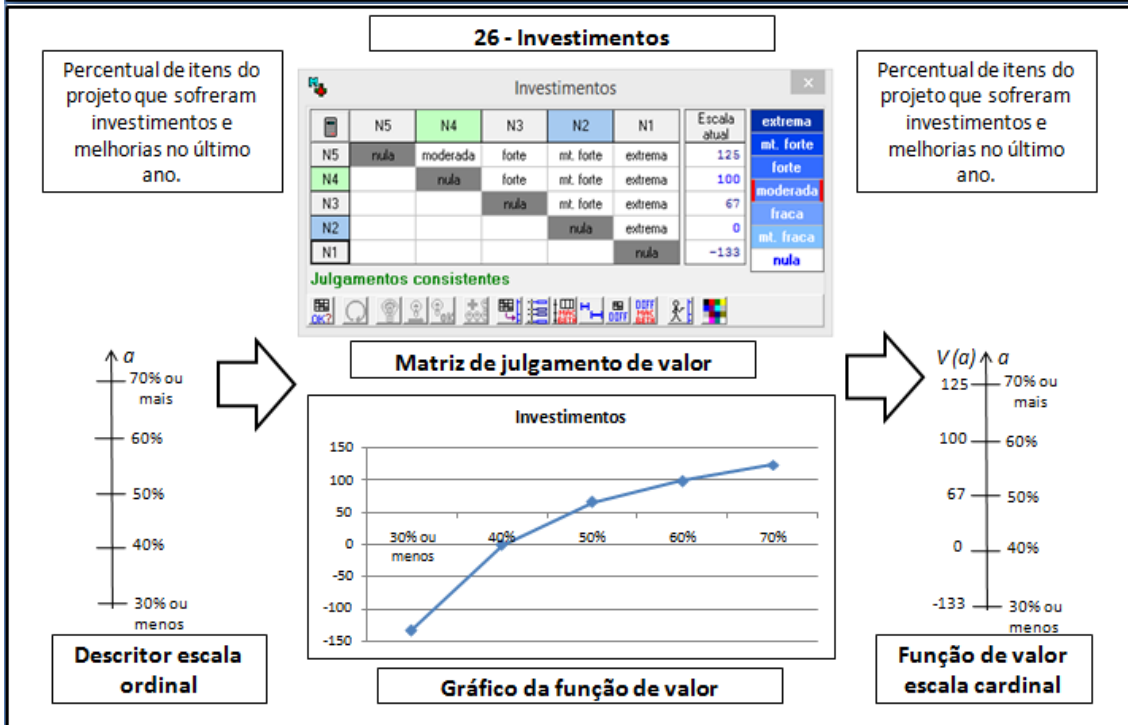 26 - Investimentos
Percentual de itens do
projeto que sofreram
investimentos e
melhorias no último
ano.
Investimentos
N5 N4 N3 N2 N1 Escala atual
N5 nula moderada forte mt. forte extrema 125
N4 nula forte mt. forte extrema 100
N3 nula mt. forte extrema 67
N2 nula extrema 0
N1 nula -133
extrema
mt. forte
forte
moderada
fraca
mt. fraca
nula
Julgamentos consistentes
OK?
DIFF
DIFF
Percentual de itens do
projeto que sofreram
investimentos e
melhorias no último
ano.
Matriz de julgamento de valor
a
70% ou
mais
60%
50%
40%
30% ou
menos
Descritor escala
ordinal
Investimentos
150
100
50
0
-50
-100
-150
30% ou
menos
40%
50%
60%
70%
Gráfico da função de valor
V(a) a
125 70% ou
mais
100 60%
67 50%
0 40%
-133 30% ou
menos
Função de valor
escala cardinal